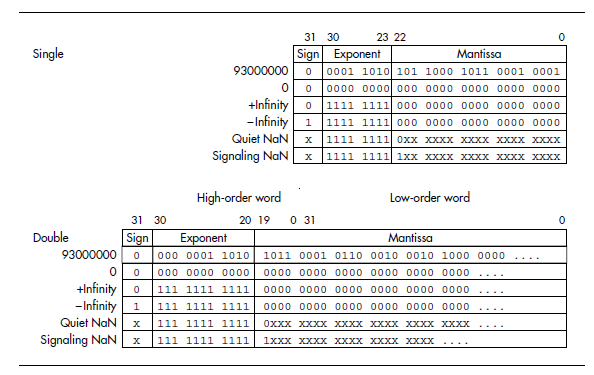 31 30 23 22 0
Single Sign Exponent Mantissa
93000000 0 0001 1010 101 1000 1011 0001 0001
0 0 0000 0000 000 0000 0000 0000 0000
+Infinity 0 1111 1111 000 0000 0000 0000 0000
−Infinity 1 1111 1111 000 0000 0000 0000 0000
Quiet NaN x 1111 1111 0xx xxxx xxxx xxxx xxxx
Signaling NaN x 1111 1111 1xx xxxx xxxx xxxx xxxx
High-order word Low-order word
31 30 20 19 0 31 0
Double Sign Exponent Mantissa
93000000 0 000 0001 1010 1011 0001 0110 0010 0010 1000 0000 ....
0 0 000 0000 0000 0000 0000 0000 0000 0000 0000 ....
+Infinity 0 111 1111 1111 0000 0000 0000 0000 0000 0000 ....
−Infinity 1 111 1111 1111 0000 0000 0000 0000 0000 0000 ....
Quiet NaN x 111 1111 1111 0xxx xxxx xxxx xxxx xxxx xxxx ....
Signaling NaN x 111 1111 1111 1xxx xxxx xxxx xxxx xxxx ....